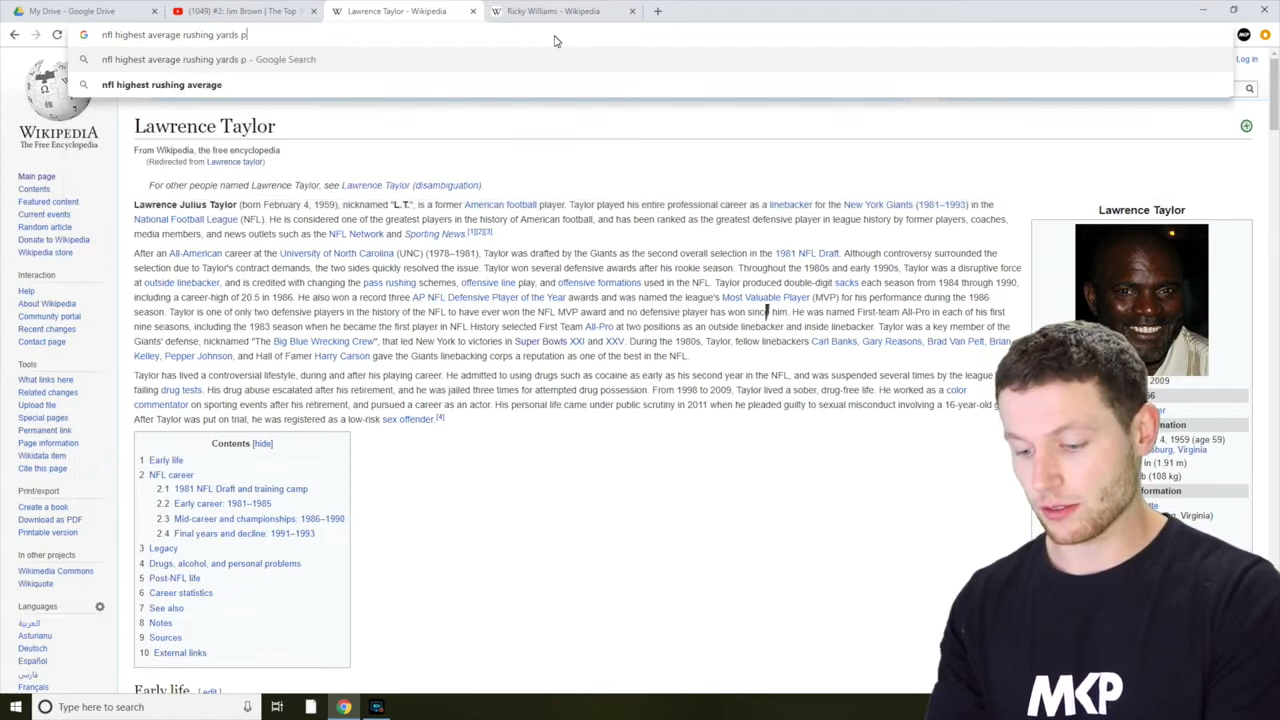 My Drive - Google Drive
(1049) #2: Jim Brown | The Top 1
Lawrence Taylor - Wikipedia
Ricky Williams - Wikipedia
nfl highest average rushing yards p
nfl highest average rushing yards p - Google Search
nfl highest rushing average
Log in
WIKIPEDIA
The Free Encyclopedia
Main page
Contents
Featured content
Current events
Random article
Donate to Wikipedia
Wikipedia store
Interaction
Help
About Wikipedia
Community portal
Recent changes
Contact page
Tools
What links here
Related changes
Upload file
Special pages
Permanent link
Page information
Wikidata item
Cite this page
Print/export
Create a book
Download as PDF
Printable version
In other projects
Wikimedia Commons
Wikiquote
Languages
العربية
Asturianu
Deutsch
Español
فارسی
Français
Lawrence Taylor
From Wikipedia, the free encyclopedia
(Redirected from Lawrence taylor)
For other people named Lawrence Taylor, see Lawrence Taylor (disambiguation).
Lawrence Julius Taylor (born February 4, 1959), nicknamed "L.T.", is a former American football player. Taylor played his entire professional career as a linebacker for the New York Giants (1981–1993) in the
National Football League (NFL). He is considered one of the greatest players in the history of American football, and has been ranked as the greatest defensive player in league history by former players, coaches,
media members, and news outlets such as the NFL Network and Sporting News.[1][2][3]
After an All-American career at the University of North Carolina (UNC) (1978–1981), Taylor was drafted by the Giants as the second overall selection in the 1981 NFL Draft. Although controversy surrounded the
selection due to Taylor's contract demands, the two sides quickly resolved the issue. Taylor won several defensive awards after his rookie season. Throughout the 1980s and early 1990s, Taylor was a disruptive force
at outside linebacker, and is credited with changing the pass rushing schemes, offensive line play, and offensive formations used in the NFL. Taylor produced double-digit sacks each season from 1984 through 1990,
including a career-high of 20.5 in 1986. He also won a record three AP NFL Defensive Player of the Year awards and was named the league's Most Valuable Player (MVP) for his performance during the 1986
season. Taylor is one of only two defensive players in the history of the NFL to have ever won the NFL MVP award and no defensive player has won since him. He was named First-team All-Pro in each of his first
nine seasons, including the 1983 season when he became the first player in NFL History selected First Team All-Pro at two positions as an outside linebacker and inside linebacker. Taylor was a key member of the
Giants' defense, nicknamed "The Big Blue Wrecking Crew", that led New York to victories in Super Bowls XXI and XXV. During the 1980s, Taylor, fellow linebackers Carl Banks, Gary Reasons, Brad Van Pelt, Brian
Kelley, Pepper Johnson, and Hall of Famer Harry Carson gave the Giants linebacking corps a reputation as one of the best in the NFL.
Taylor has lived a controversial lifestyle, during and after his playing career. He admitted to using drugs such as cocaine as early as his second year in the NFL, and was suspended several times by the league
failing drug tests. His drug abuse escalated after his retirement, and he was jailed three times for attempted drug possession. From 1998 to 2009, Taylor lived a sober, drug-free life. He worked as a color
commentator on sporting events after his retirement, and pursued a career as an actor. His personal life came under public scrutiny in 2011 when he pleaded guilty to sexual misconduct involving a 16-year-old
After Taylor was put on trial, he was registered as a low-risk sex offender.[4]
Contents [hide]
1 Early life
2 NFL career
2.1 1981 NFL Draft and training camp
2.2 Early career: 1981–1985
2.3 Mid-career and championships: 1986–1990
2.4 Final years and decline: 1991–1993
3 Legacy
4 Drugs, alcohol, and personal problems
5 Post-NFL life
6 Career statistics
7 See also
8 Notes
9 Sources
10 External links
Early life [edit]
Lawrence Taylor
2009
4, 1959 (age 59)
Virginia
in (1.91 m)
(108 kg)
Virginia)
MKP
Type here to search